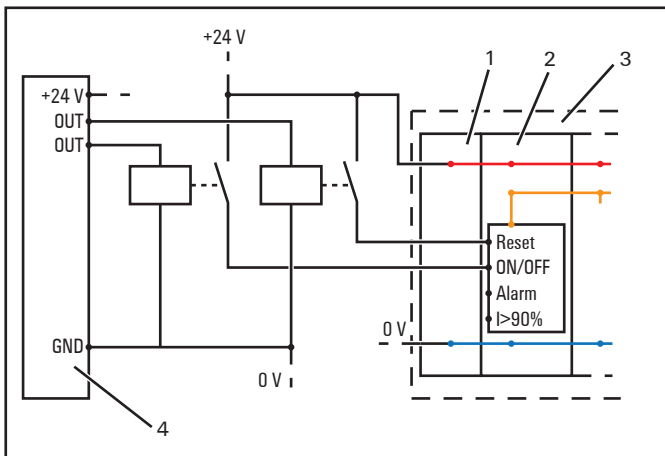 +24 V
1
2
3
+24 V
OUT
OUT
Reset
ON/OFF
Alarm
I>90%
0 V
GND
0 V
4